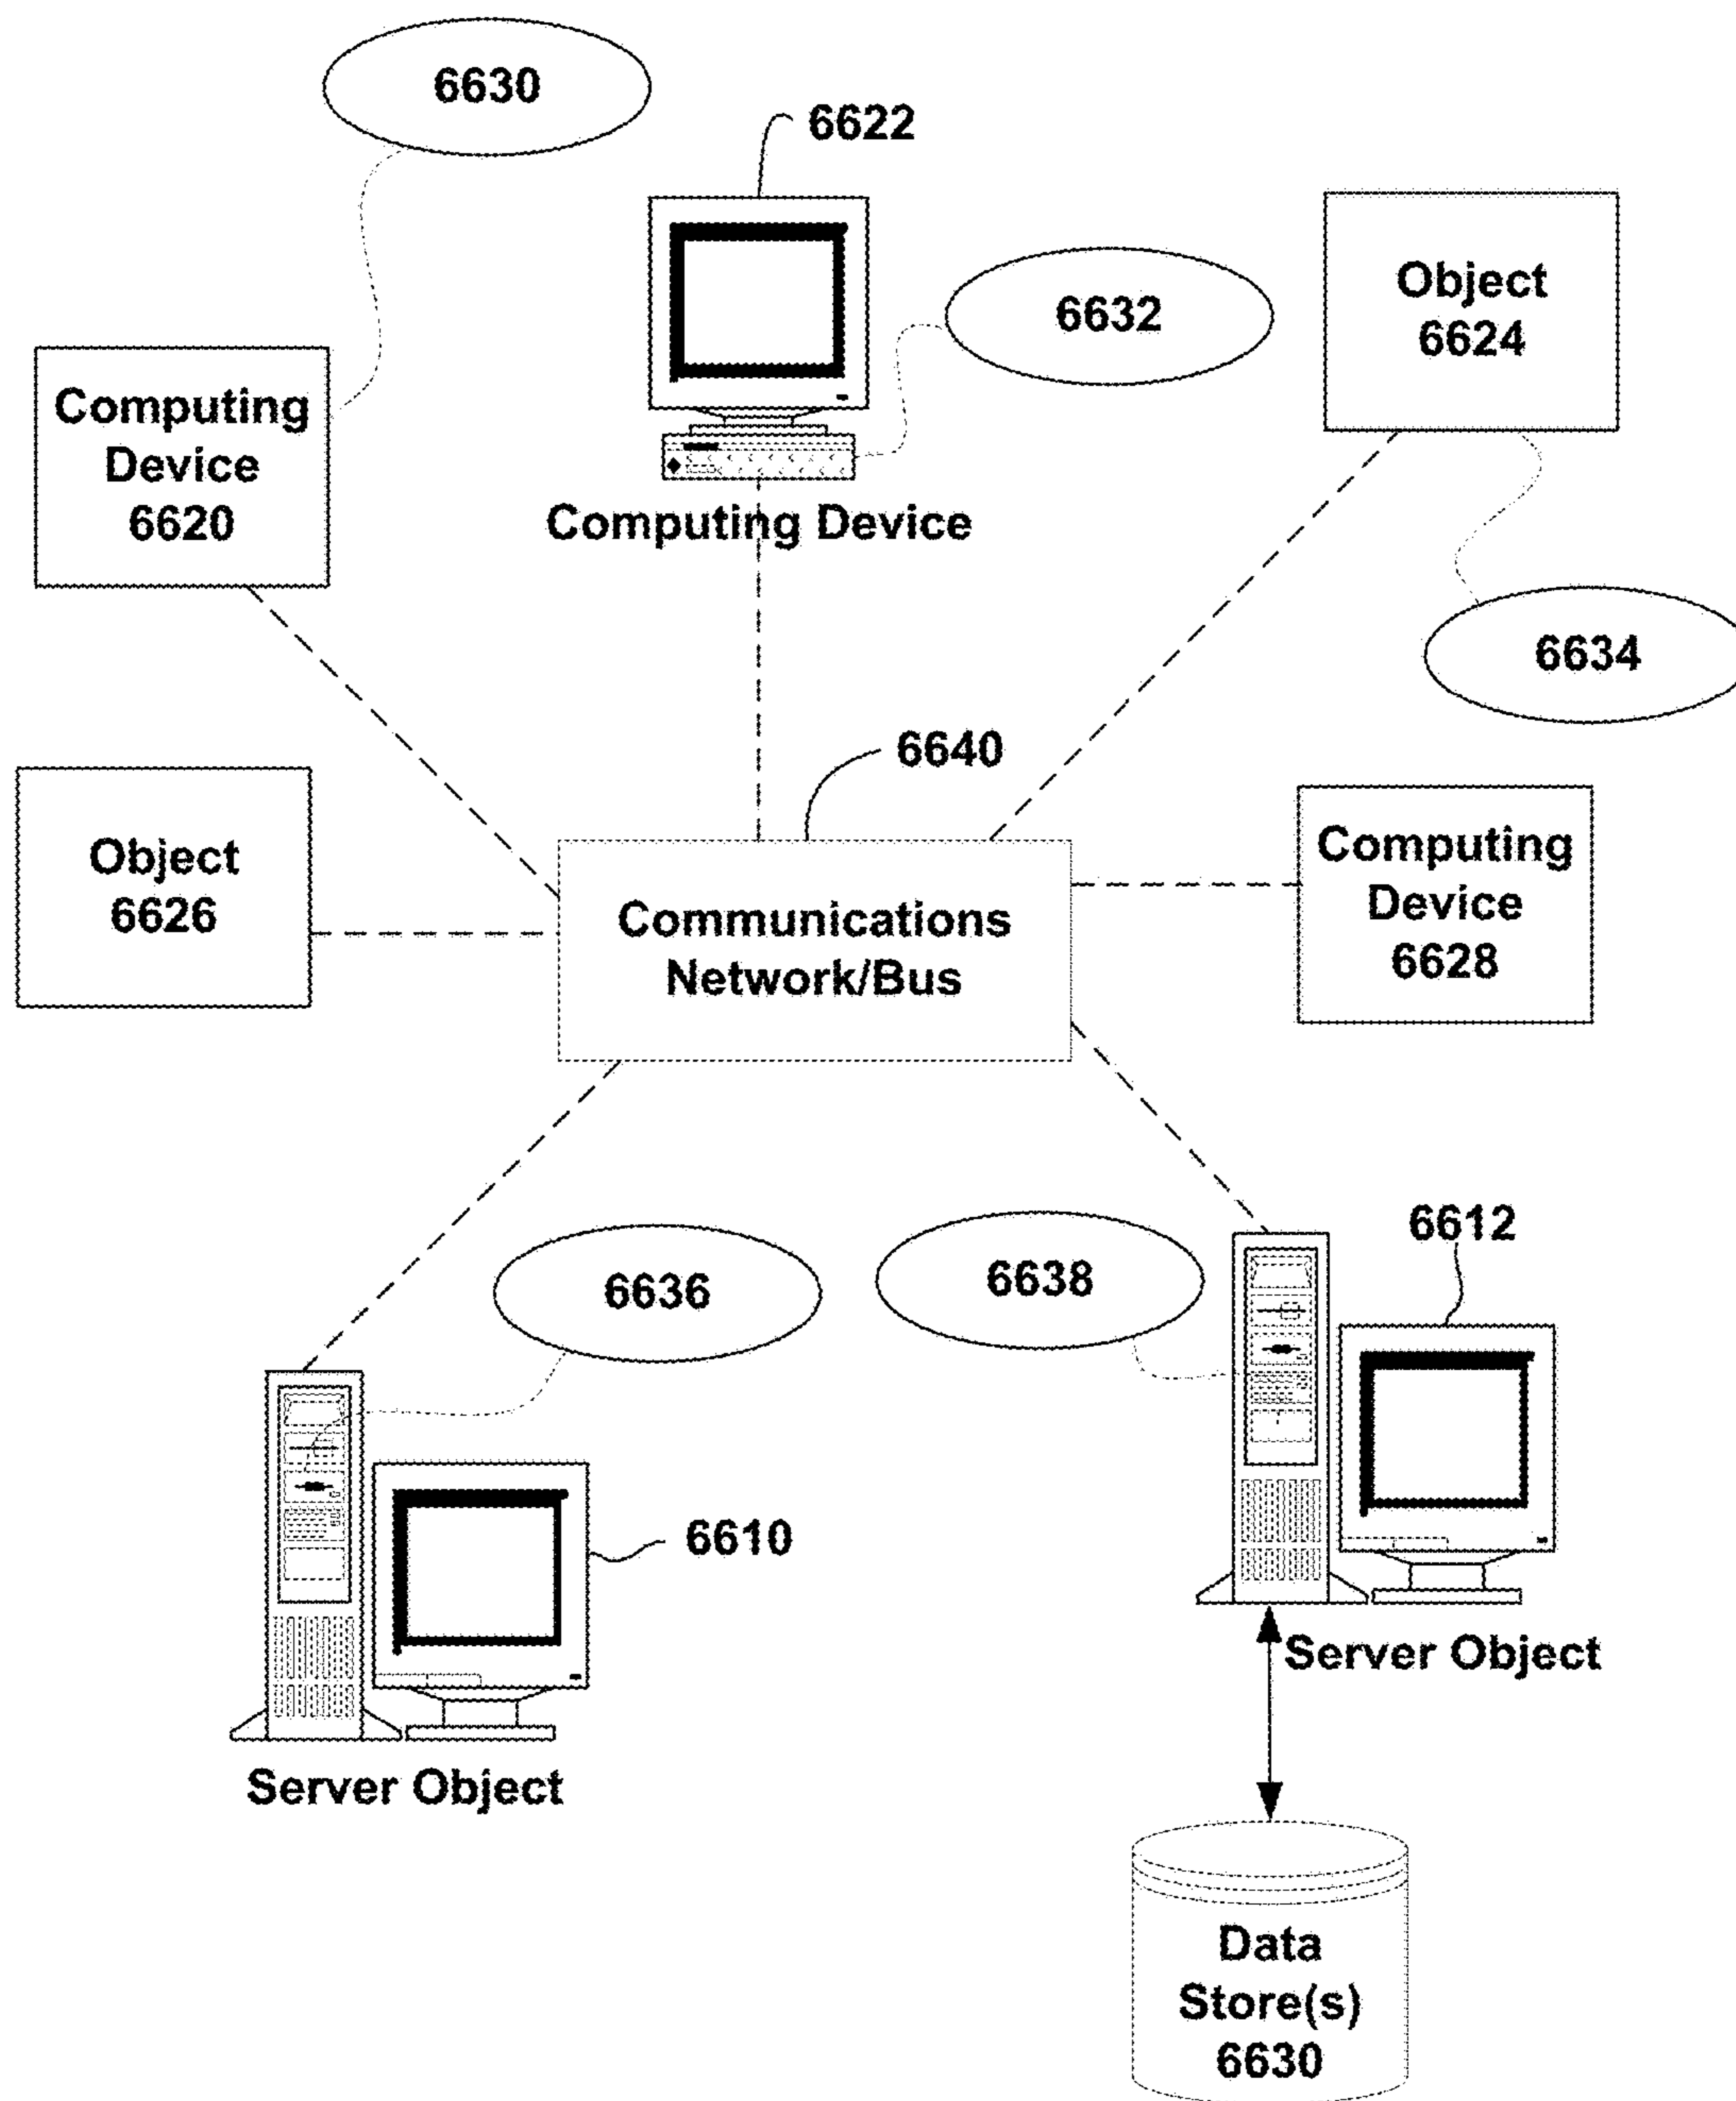 6630
6622
6632
Object
6624
Computing
Device
6620
Computing Device
6634
6640
Object
6626
Communications
Network/Bus
Computing
Device
6628
6636
6638
6612
6610
Server Object
Server Object
Data
Store(s)
6630